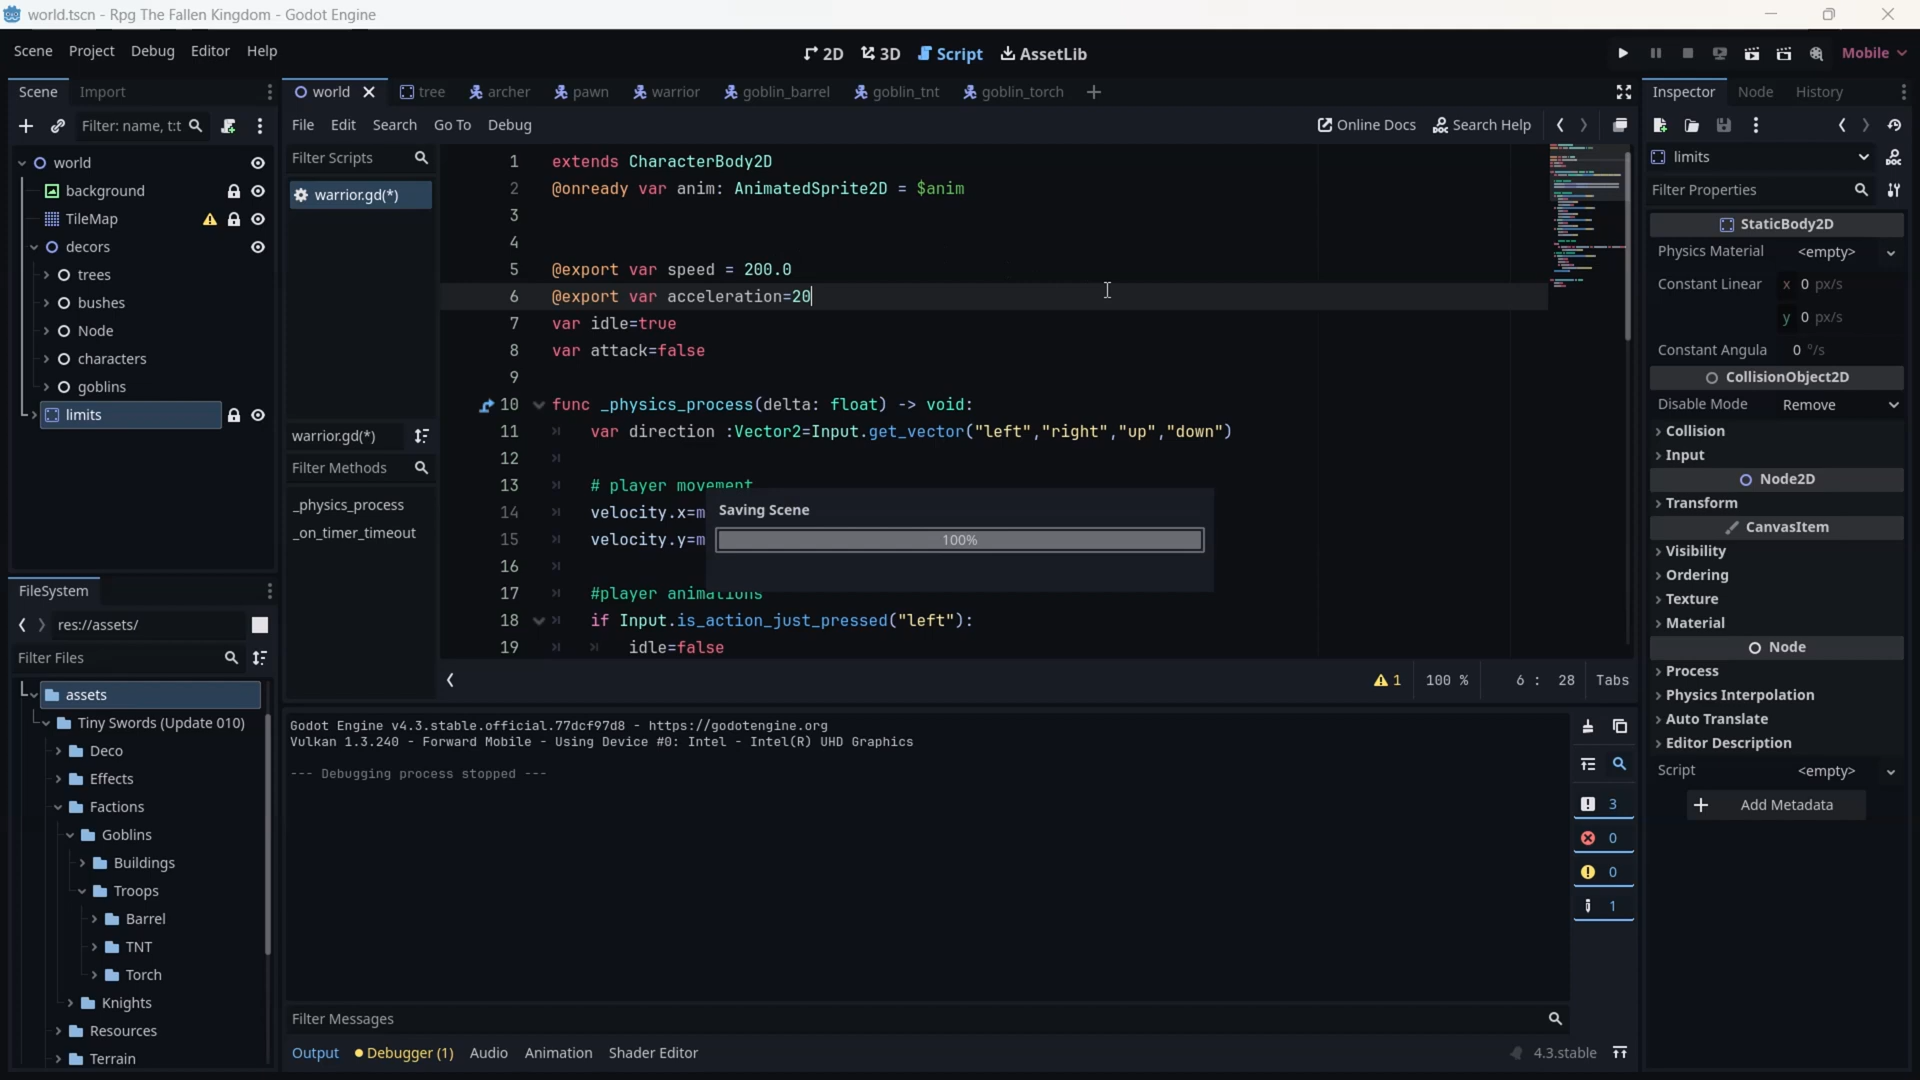 world.tscn - Rpg The Fallen Kingdom - Godot Engine
Scene Project Debug Editor Help
2D 3D Script AssetLib
Mobile
Scene Import
Filter: name, t:t
world
background
TileMap
decors
trees
bushes
Node
characters
goblins
limits
FileSystem
res://assets/
Filter Files
assets
Tiny Swords (Update 010)
Deco
Effects
Factions
Goblins
Buildings
Troops
Barrel
TNT
Torch
Knights
Resources
Terrain
world tree archer pawn warrior goblin_barrel goblin_tnt goblin_torch
File Edit Search Go To Debug
Online Docs Search Help
Filter Scripts
warrior.gd(*)
warrior.gd(*)
Filter Methods
_physics_process
_on_timer_timeout
1 extends CharacterBody2D
2 @onready var anim: AnimatedSprite2D = $anim
3
4
5 @export var speed = 200.0
6 @export var acceleration=20
7 var idle=true
8 var attack=false
9
10 func _physics_process(delta: float) -> void:
11 var direction :Vector2=Input.get_vector("left","right","up","down")
12
13 # player movement
14 velocity.x=m
15 velocity.y=m
16
17 #player animations
18 if Input.is_action_just_pressed("left"):
19 idle=false
Saving Scene
100%
1 100 % 6 : 28 Tabs
Godot Engine v4.3.stable.official.77dcf97d8 - https://godotengine.org
Vulkan 1.3.240 - Forward Mobile - Using Device #0: Intel - Intel(R) UHD Graphics
--- Debugging process stopped ---
3
0
0
1
Filter Messages
Output Debugger (1) Audio Animation Shader Editor
4.3.stable
Inspector Node History
limits
Filter Properties
StaticBody2D
Physics Material <empty>
Constant Linear x 0 px/s
y 0 px/s
Constant Angula 0 °/s
CollisionObject2D
Disable Mode Remove
Collision
Input
Node2D
Transform
CanvasItem
Visibility
Ordering
Texture
Material
Node
Process
Physics Interpolation
Auto Translate
Editor Description
Script <empty>
Add Metadata